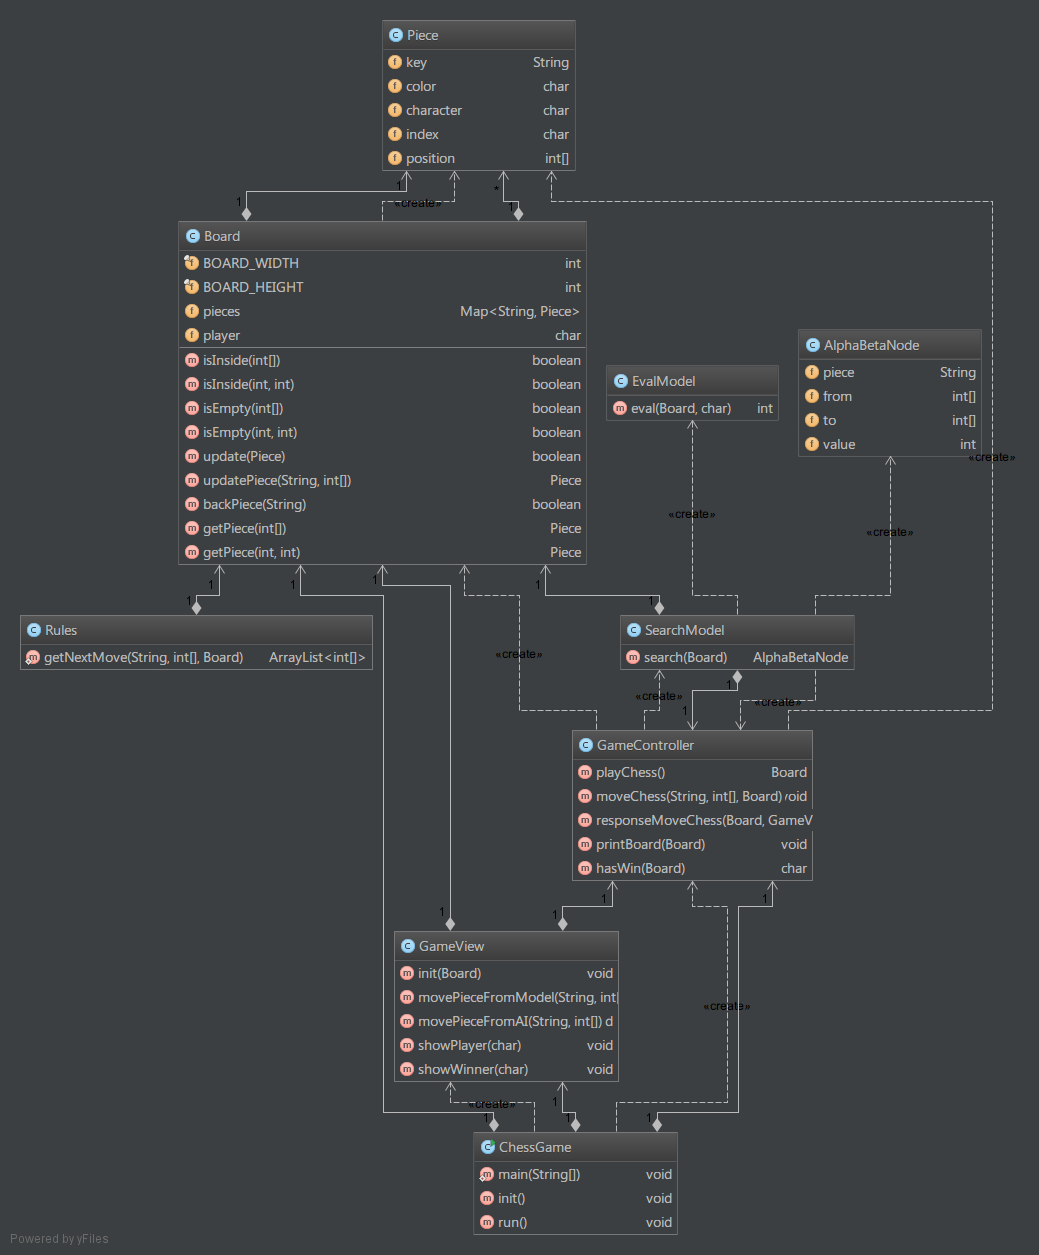 Piece
key String
color char
character char
index char
position int[]
1
*
1
«create»
1
Board
BOARD_WIDTH int
BOARD_HEIGHT int
pieces Map<String, Piece>
player char
isInside(int[]) boolean
isInside(int, int) boolean
isEmpty(int[]) boolean
isEmpty(int, int) boolean
update(Piece) boolean
updatePiece(String, int[]) Piece
backPiece(String) boolean
getPiece(int[]) Piece
getPiece(int, int) Piece
AlphaBetaNode
piece String
from int[]
to int[]
value int
«create»
EvalModel
eval(Board, char) int
«create»
«create»
1
1
1
1
1
1
Rules
getNextMove(String, int[], Board) ArrayList<int[]>
SearchModel
search(Board) AlphaBetaNode
«create»
1
«create»
«create»
1
GameController
playChess() Board
moveChess(String, int[], Board) void
responseMoveChess(Board, GameV
printBoard(Board) void
hasWin(Board) char
1
1
1
1
GameView
init(Board) void
movePieceFromModel(String, int[
movePieceFromAI(String, int[]) d
showPlayer(char) void
showWinner(char) void
«create»
«create»
1
1
1
1
ChessGame
main(String[]) void
init() void
run() void
Powered by yFiles